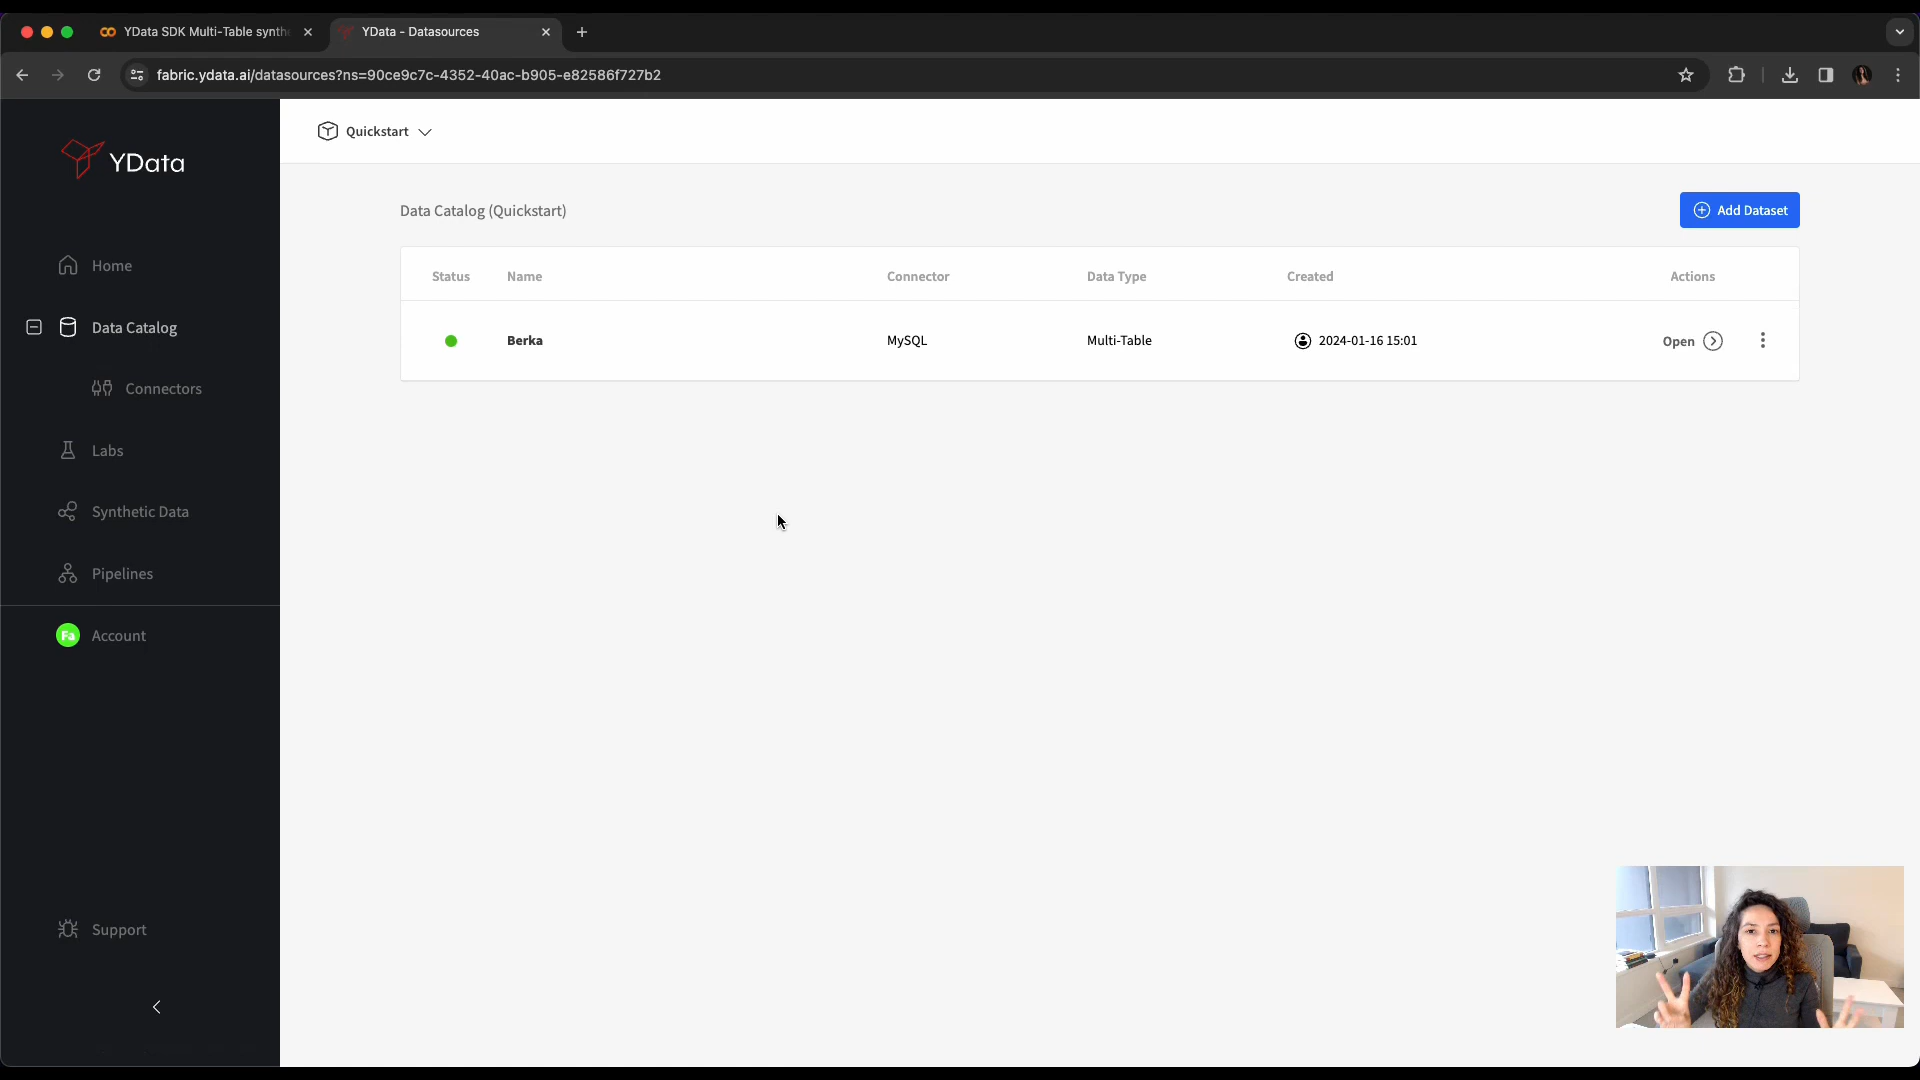 YData SDK Multi-Table synth
YData - Datasources
fabric.ydata.ai/datasources?ns=90ce9c7c-4352-40ac-b905-e82586f727b2
YData
Quickstart
Home
Data Catalog
Connectors
Labs
Synthetic Data
Pipelines
Fa Account
Support
Data Catalog (Quickstart)
Add Dataset
Status Name Connector Data Type Created Actions
Berka MySQL Multi-Table 2024-01-16 15:01 Open